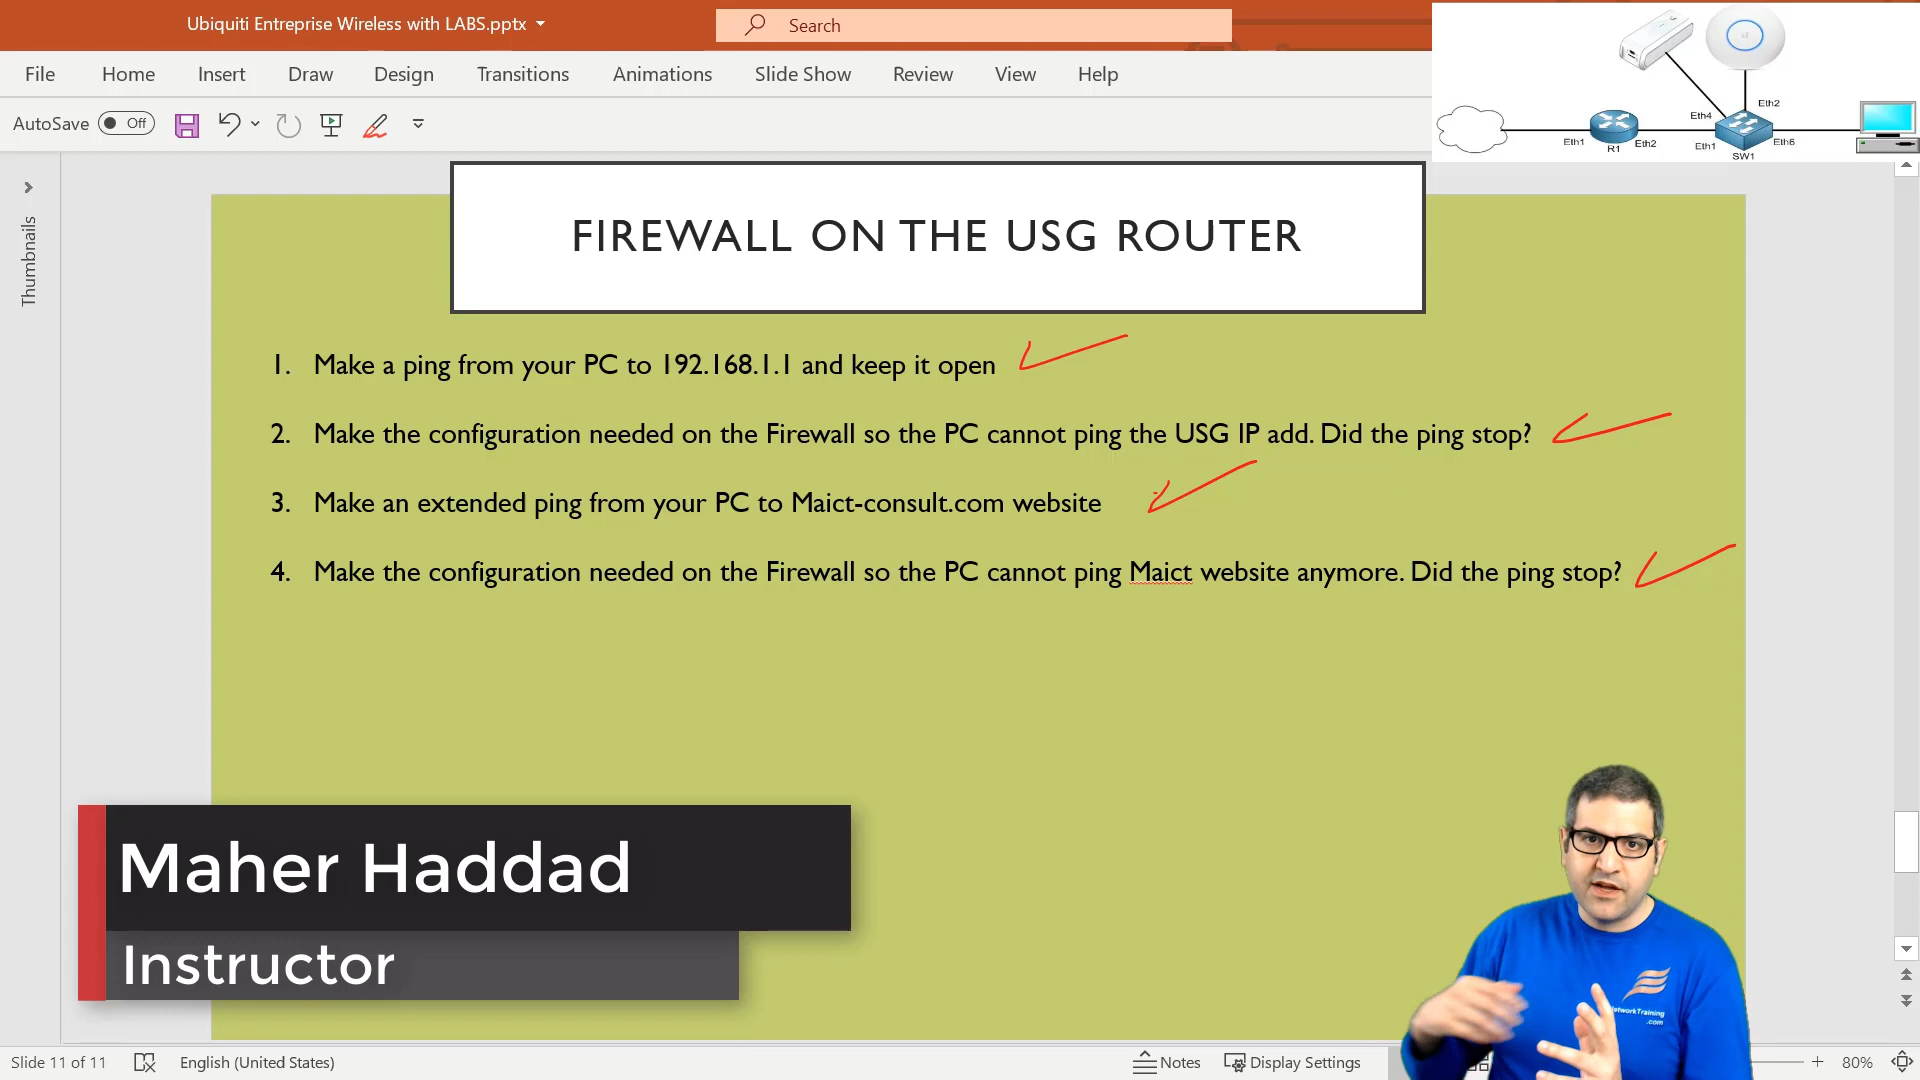 Ubiquiti Entreprise Wireless with LABS.pptx
Search
File Home Insert Draw Design Transitions Animations Slide Show Review View Help
AutoSave Off
Eth4
Eth2
Eth1
R1
Eth2
Eth1
SW1
Eth6
Thumbnails
FIREWALL ON THE USG ROUTER
1. Make a ping from your PC to 192.168.1.1 and keep it open
2. Make the configuration needed on the Firewall so the PC cannot ping the USG IP add. Did the ping stop?
3. Make an extended ping from your PC to Maict-consult.com website
4. Make the configuration needed on the Firewall so the PC cannot ping Maict website anymore. Did the ping stop?
Maher Haddad
Instructor
.com
Slide 11 of 11 English (United States) Notes Display Settings 80%